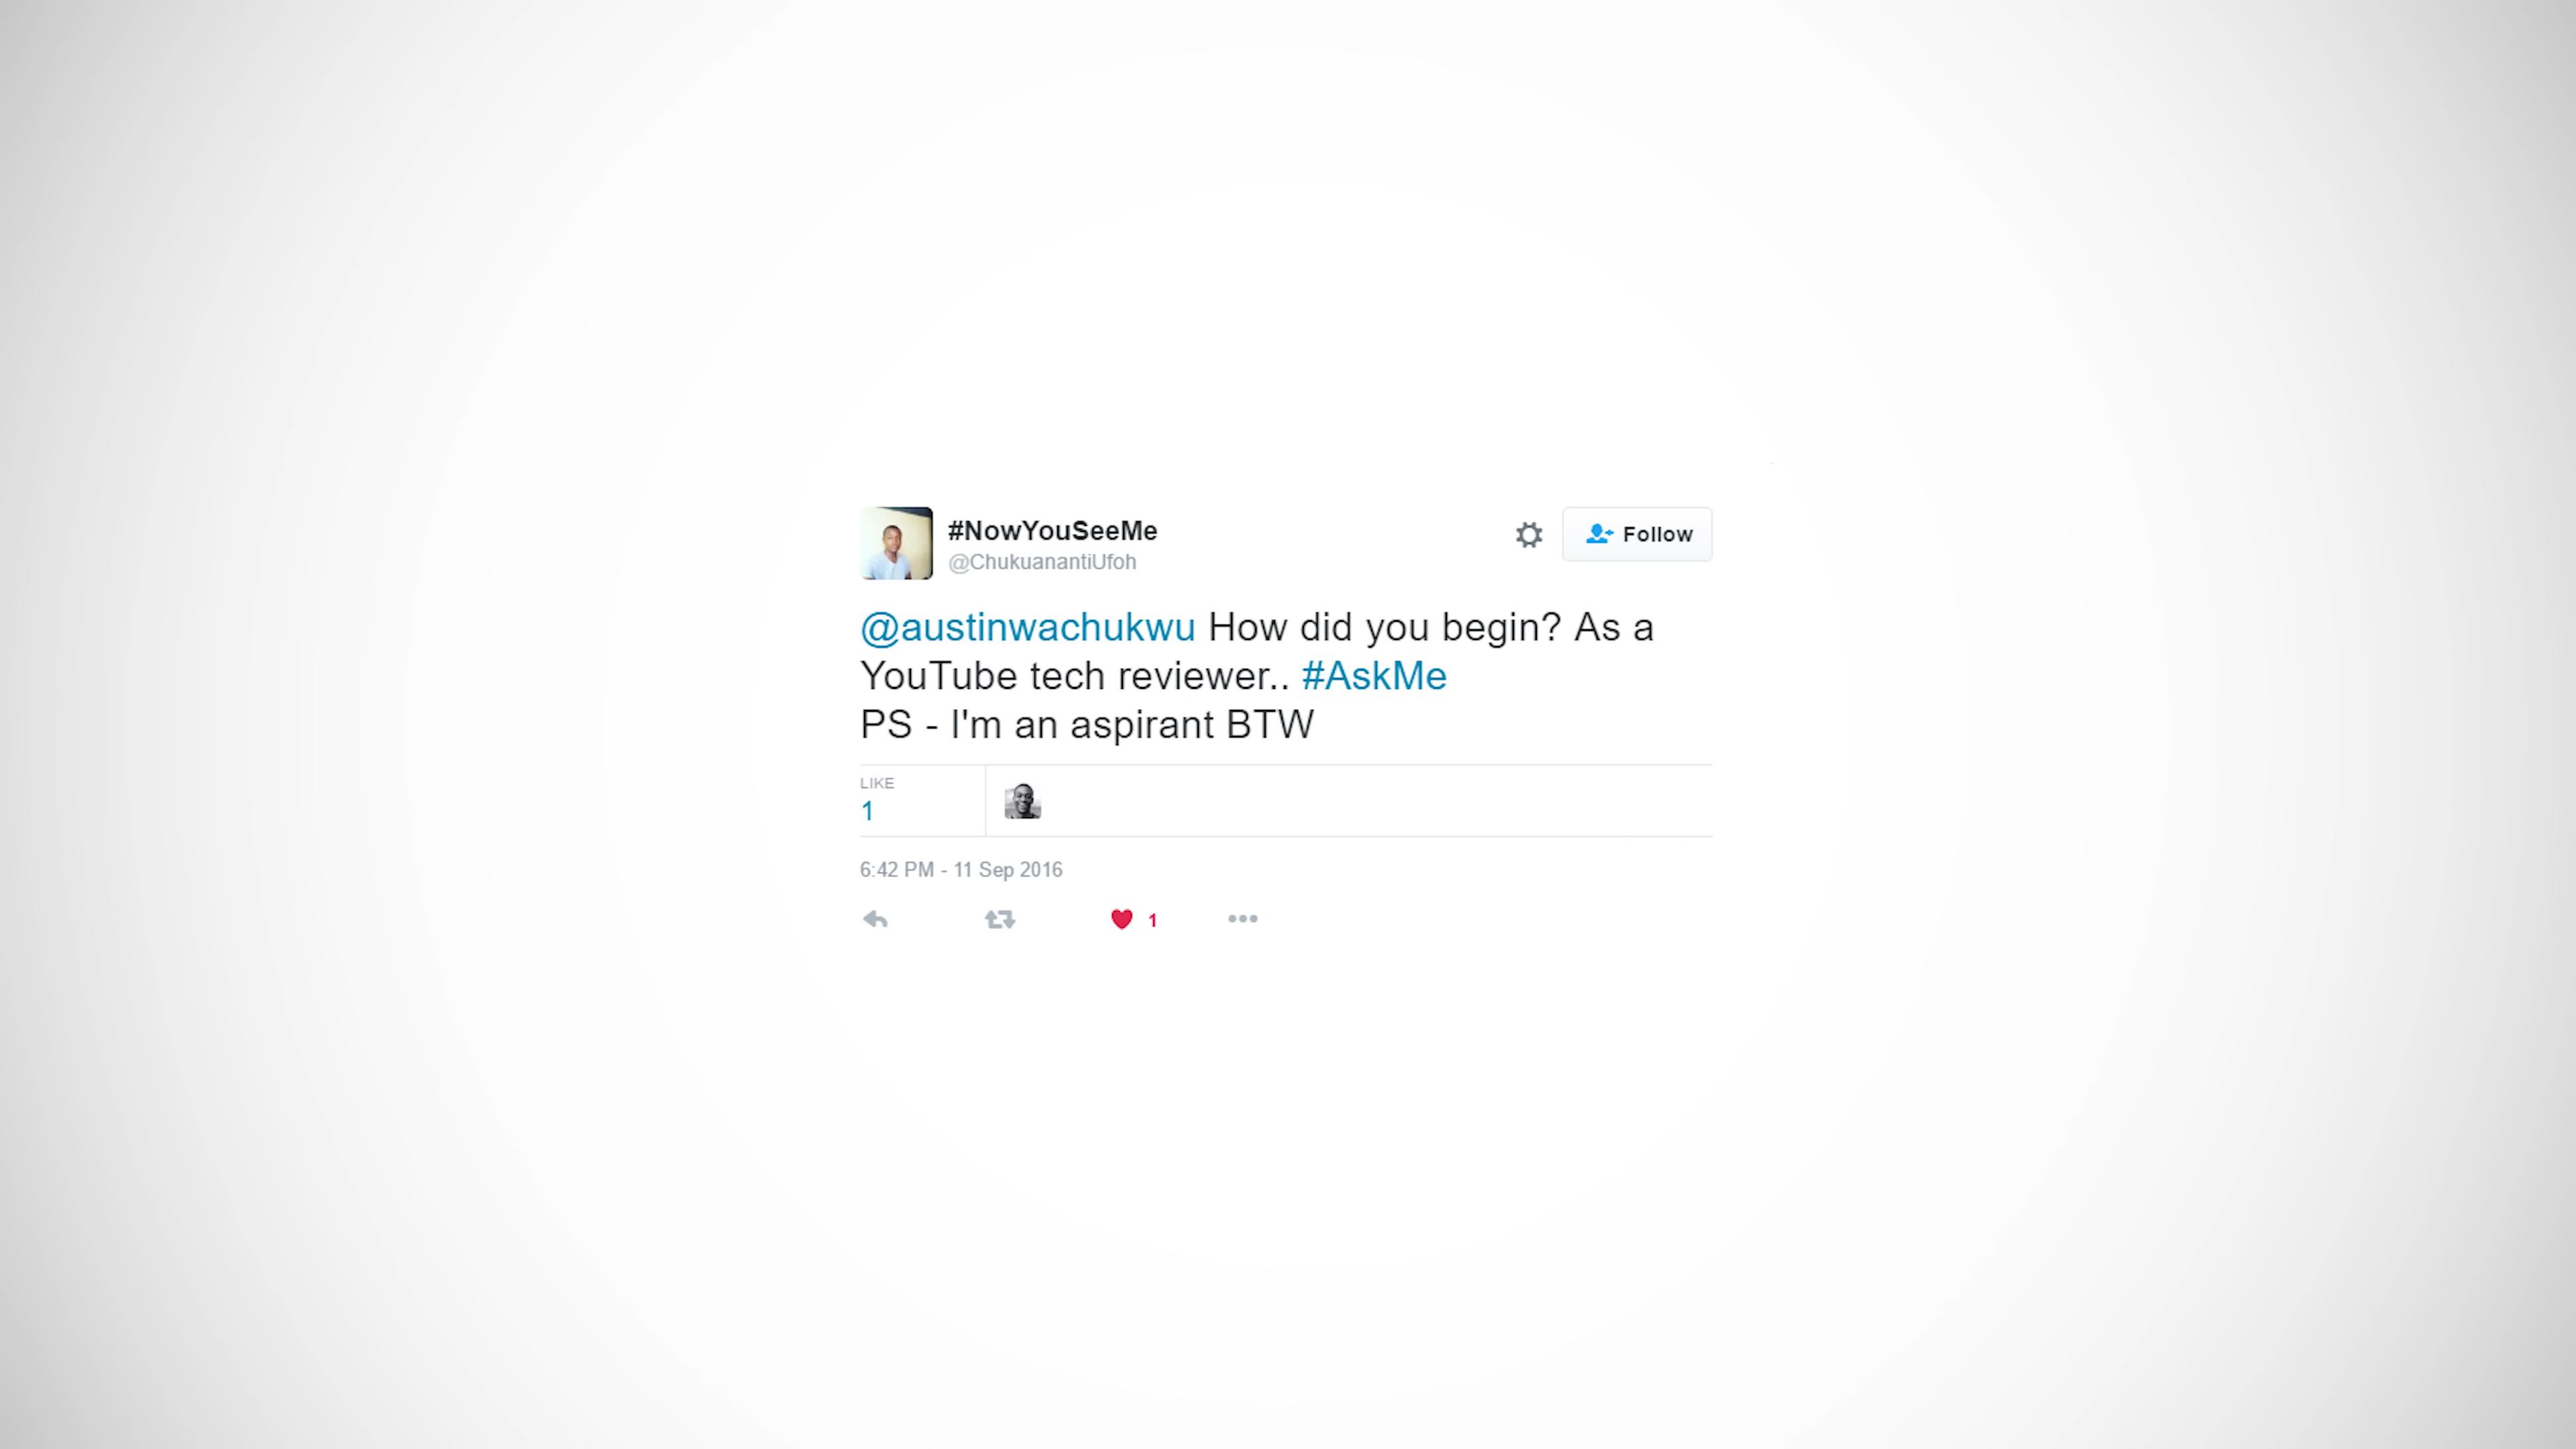 #NowYouSeeMe
@ChukuanantiUfoh
Follow
@austinwachukwu How did you begin? As a
YouTube tech reviewer.. #AskMe
PS - I'm an aspirant BTW
LIKE
1
6:42 PM - 11 Sep 2016
1